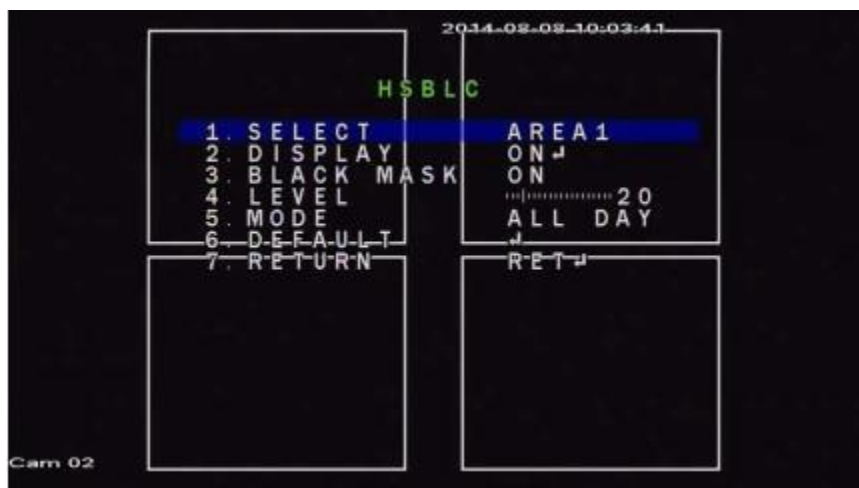 2014-08-08 10:03:41
HSBLC
1. SELECT AREA1
2. DISPLAY ON↵
3. BLACK MASK ON
4. LEVEL 20
5. MODE ALL DAY
6. DEFAULT ↵
7. RETURN RET↵
Cam 02